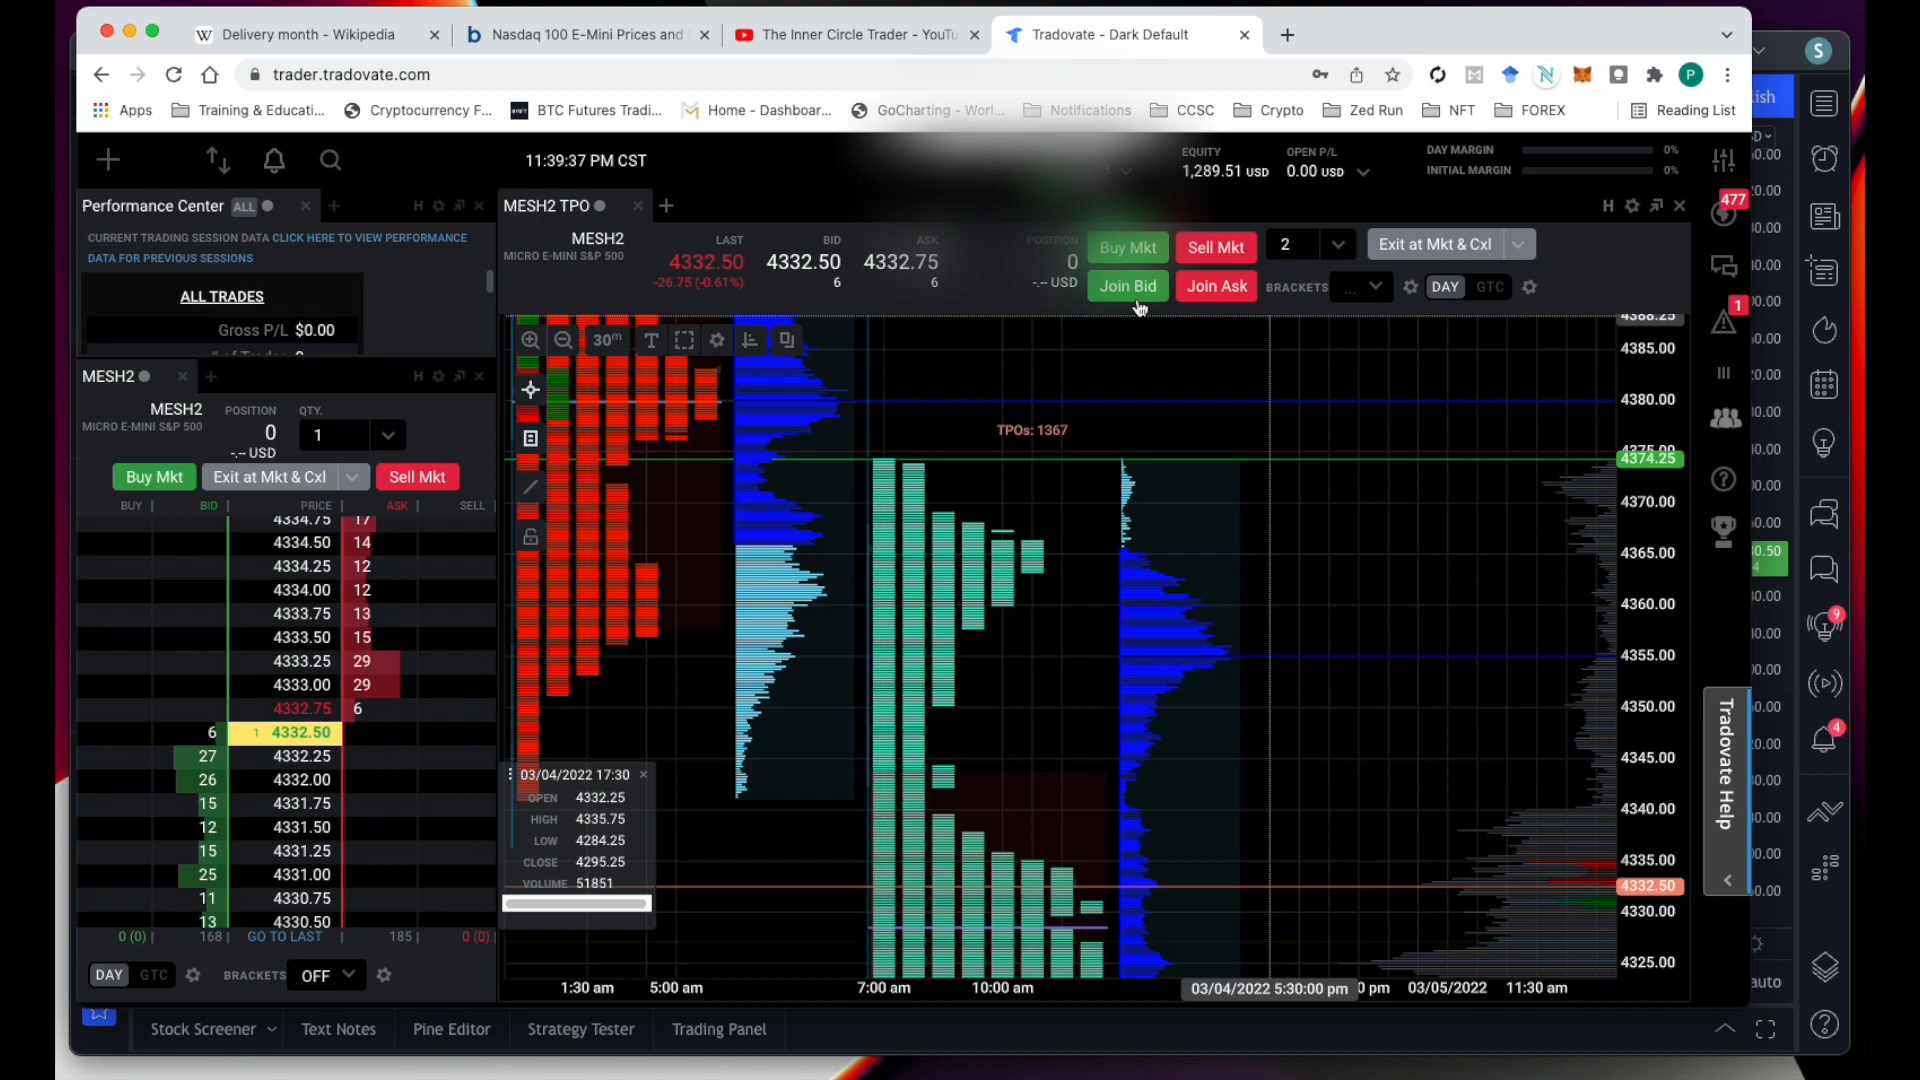 Delivery month - Wikipedia
Nasdaq 100 E-Mini Prices and
The Inner Circle Trader - YouTu
Tradovate - Dark Default
S
trader.tradovate.com
P
Apps
Training & Educati...
Cryptocurrency F...
BTC Futures Tradi...
Home - Dashboar...
GoCharting - Worl...
Notifications
CCSC
Crypto
Zed Run
NFT
FOREX
Reading List
11:39:37 PM CST
EQUITY
1,289.51 USD
OPEN P/L
0.00 USD
DAY MARGIN 0%
INITIAL MARGIN 0%
Performance Center ALL
H
CURRENT TRADING SESSION DATA CLICK HERE TO VIEW PERFORMANCE
DATA FOR PREVIOUS SESSIONS
ALL TRADES
Gross P/L $0.00
MESH2 TPO
H
MESH2
MICRO E-MINI S&P 500
LAST
4332.50
-26.75 (-0.61%)
BID
4332.50
6
ASK
4332.75
6
POSITION
0
-.-- USD
Buy Mkt
Sell Mkt
2
Exit at Mkt & Cxl
Join Bid
Join Ask
BRACKETS
...
DAY
GTC
477
1
MESH2
H
MESH2
MICRO E-MINI S&P 500
POSITION
0
-.-- USD
QTY.
1
Buy Mkt
Exit at Mkt & Cxl
Sell Mkt
BUY BID PRICE ASK SELL
4334.75 17
4334.50 14
4334.25 12
4334.00 12
4333.75 13
4333.50 15
4333.25 29
4333.00 29
4332.75 6
6 1 4332.50
27 4332.25
26 4332.00
15 4331.75
12 4331.50
15 4331.25
25 4331.00
11 4330.75
13 4330.50
0 (0) 168 GO TO LAST 185 0 (0)
DAY
GTC
BRACKETS
OFF
30m
T
TPOs: 1367
03/04/2022 17:30
OPEN 4332.25
HIGH 4335.75
LOW 4284.25
CLOSE 4295.25
VOLUME 51851
4388.25
4385.00
4380.00
4375.00
4374.25
4370.00
4365.00
4360.00
4355.00
4350.00
4345.00
4340.00
4335.00
4332.50
4330.00
4325.00
1:30 am
5:00 am
7:00 am
10:00 am
03/04/2022 5:30:00 pm
0 pm
03/05/2022
11:30 am
Tradovate Help
9
4
auto
Stock Screener
Text Notes
Pine Editor
Strategy Tester
Trading Panel